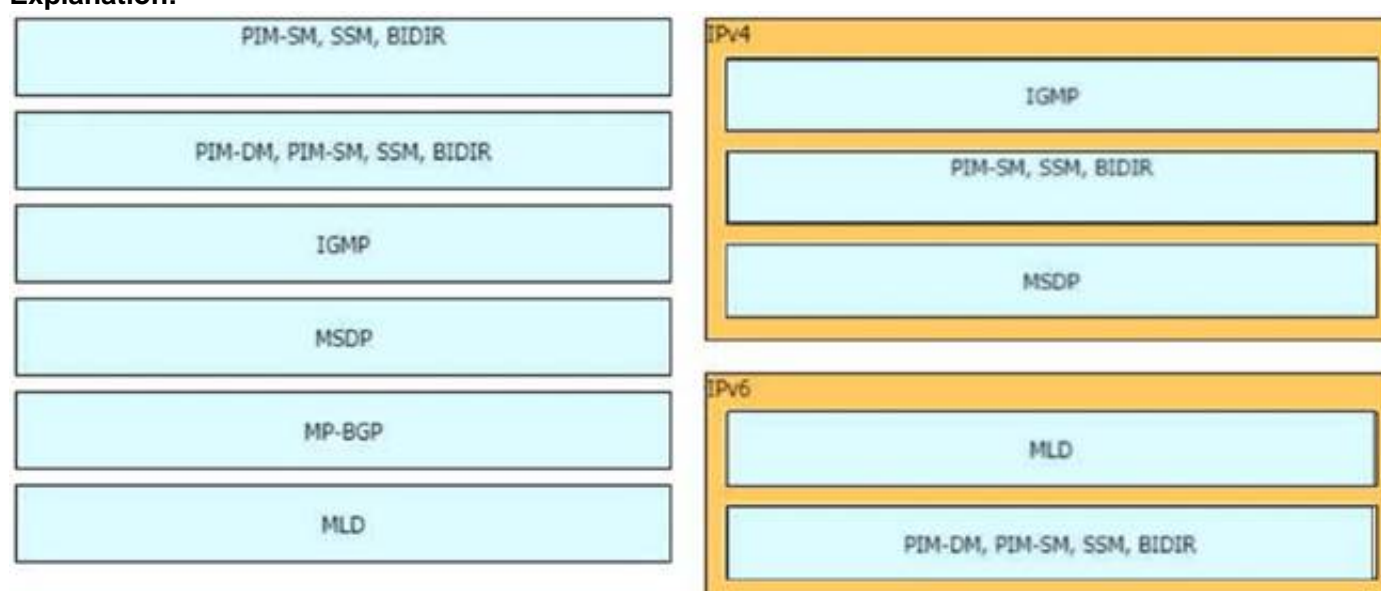 Explanation:
PIM-SM, SSM, BIDIR
PIM-DM, PIM-SM, SSM, BIDIR
IGMP
MSDP
MP-BGP
MLD
IPv4
IGMP
PIM-SM, SSM, BIDIR
MSDP
IPv6
MLD
PIM-DM, PIM-SM, SSM, BIDIR